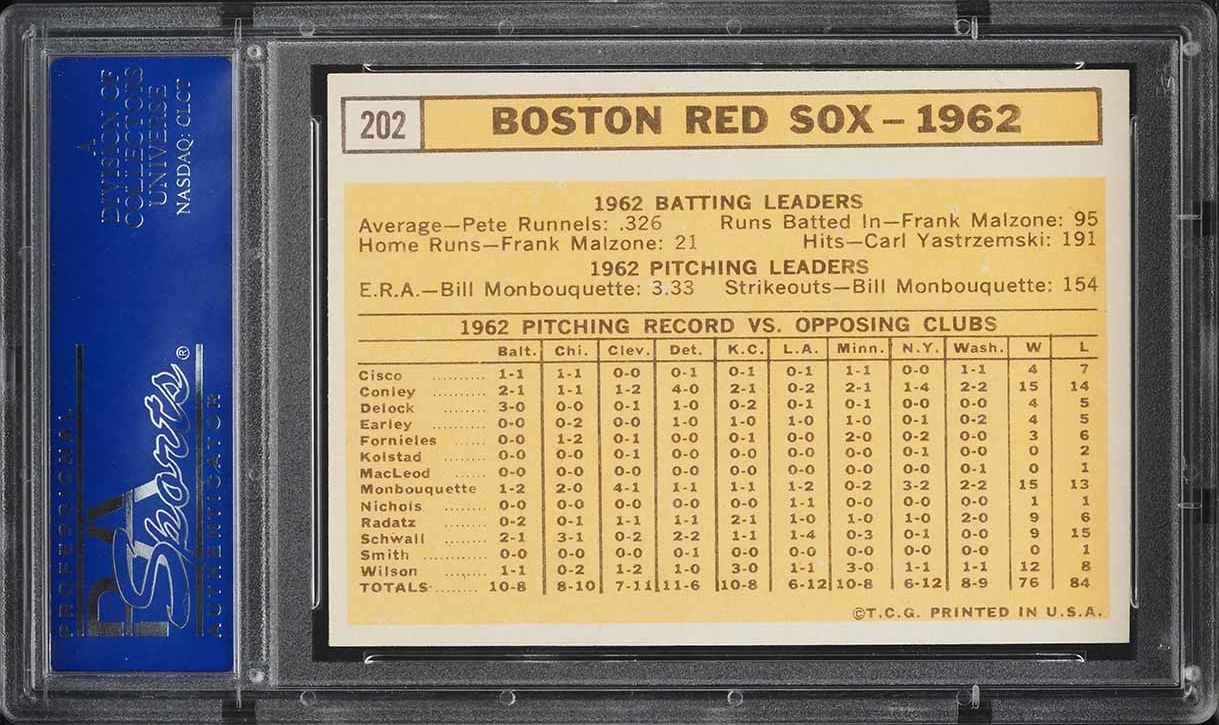 A
DIVISION OF
COLLECTORS
UNIVERSE
NASDAQ: CLCT
PROFESSIONAL
PSA
Sports®
AUTHENTICATOR
202 BOSTON RED SOX – 1962
1962 BATTING LEADERS
Average—Pete Runnels: .326 Runs Batted In—Frank Malzone: 95
Home Runs—Frank Malzone: 21 Hits—Carl Yastrzemski: 191
1962 PITCHING LEADERS
E.R.A.—Bill Monbouquette: 3.33 Strikeouts—Bill Monbouquette: 154
1962 PITCHING RECORD VS. OPPOSING CLUBS
Balt. Chi. Clev. Det. K.C. L.A. Minn. N.Y. Wash. W L
Cisco .......... 1-1 1-1 0-0 0-1 0-1 0-1 1-1 0-0 1-1 4 7
Conley ........ 2-1 1-1 1-2 4-0 2-1 0-2 2-1 1-4 2-2 15 14
Delock ........ 3-0 0-0 0-1 1-0 0-2 0-1 0-1 0-0 0-0 4 5
Earley ........ 0-0 0-2 0-0 1-0 1-0 1-0 1-0 0-1 0-2 4 5
Fornieles ...... 0-0 1-2 0-1 0-0 0-1 0-0 2-0 0-2 0-0 3 6
Kolstad ...... 0-0 0-0 0-1 0-0 0-0 0-0 0-0 0-1 0-0 0 2
MacLeod ...... 0-0 0-0 0-0 0-0 0-0 0-0 0-0 0-0 0-1 0 1
Monbouquette 1-2 2-0 4-1 1-1 1-1 1-2 0-2 3-2 2-2 15 13
Nichols ...... 0-0 0-0 0-0 0-0 0-0 1-1 0-0 0-0 0-0 1 1
Radatz ........ 0-2 0-1 1-1 1-1 2-1 1-0 1-0 1-0 2-0 9 6
Schwall ........ 2-1 3-1 0-2 2-2 1-1 1-4 0-3 0-1 0-0 9 15
Smith .......... 0-0 0-0 0-0 0-1 0-0 0-0 0-0 0-0 0-0 0 1
Wilson ........ 1-1 0-2 1-2 1-0 3-0 1-1 3-0 1-1 1-1 12 8
TOTALS ........ 10-8 8-10 7-11 11-6 10-8 6-12 10-8 6-12 8-9 76 84
©T.C.G. PRINTED IN U.S.A.